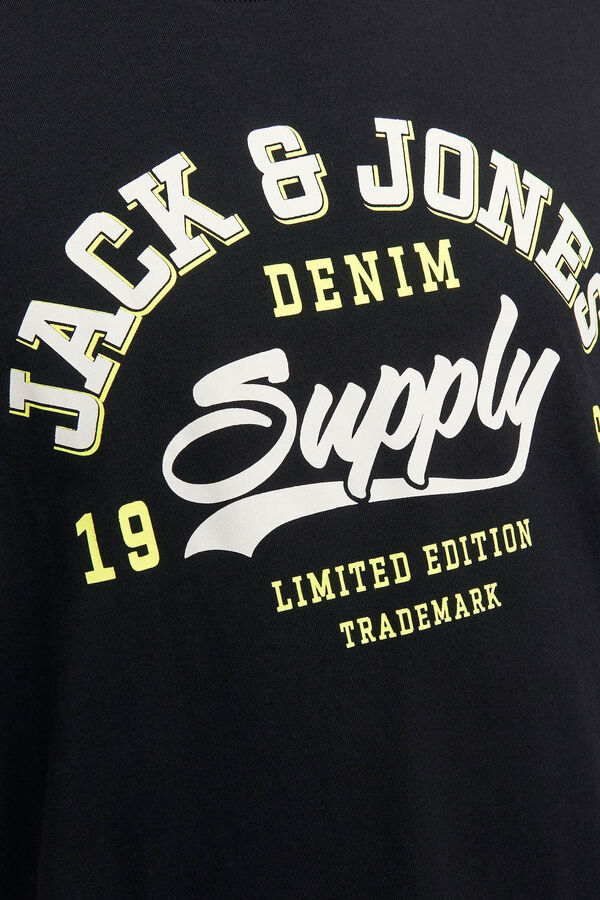 JACK & JONES
DENIM
Supply
19
LIMITED EDITION
TRADEMARK